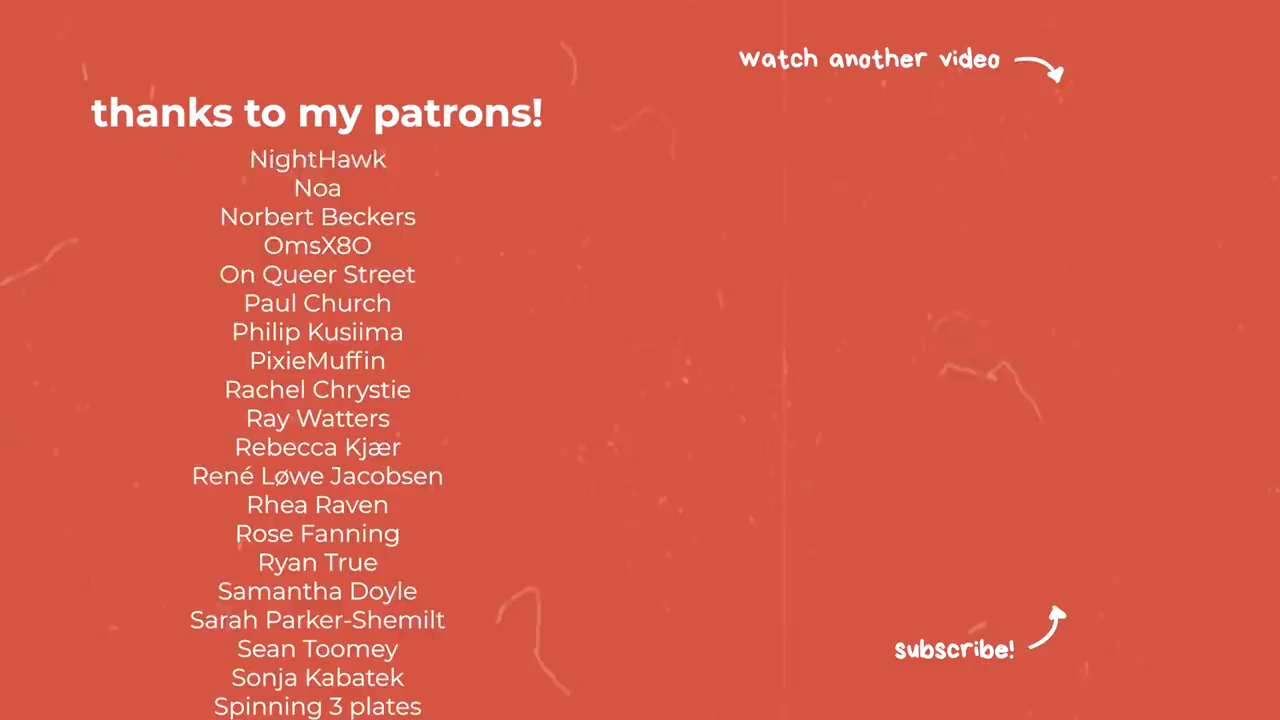 watch another video
thanks to my patrons!
NightHawk
Noa
Norbert Beckers
OmsX8O
On Queer Street
Paul Church
Philip Kusiima
PixieMuffin
Rachel Chrystie
Ray Watters
Rebecca Kjær
René Løwe Jacobsen
Rhea Raven
Rose Fanning
Ryan True
Samantha Doyle
Sarah Parker-Shemilt
Sean Toomey
Sonja Kabatek
Spinning 3 plates
subscribe!